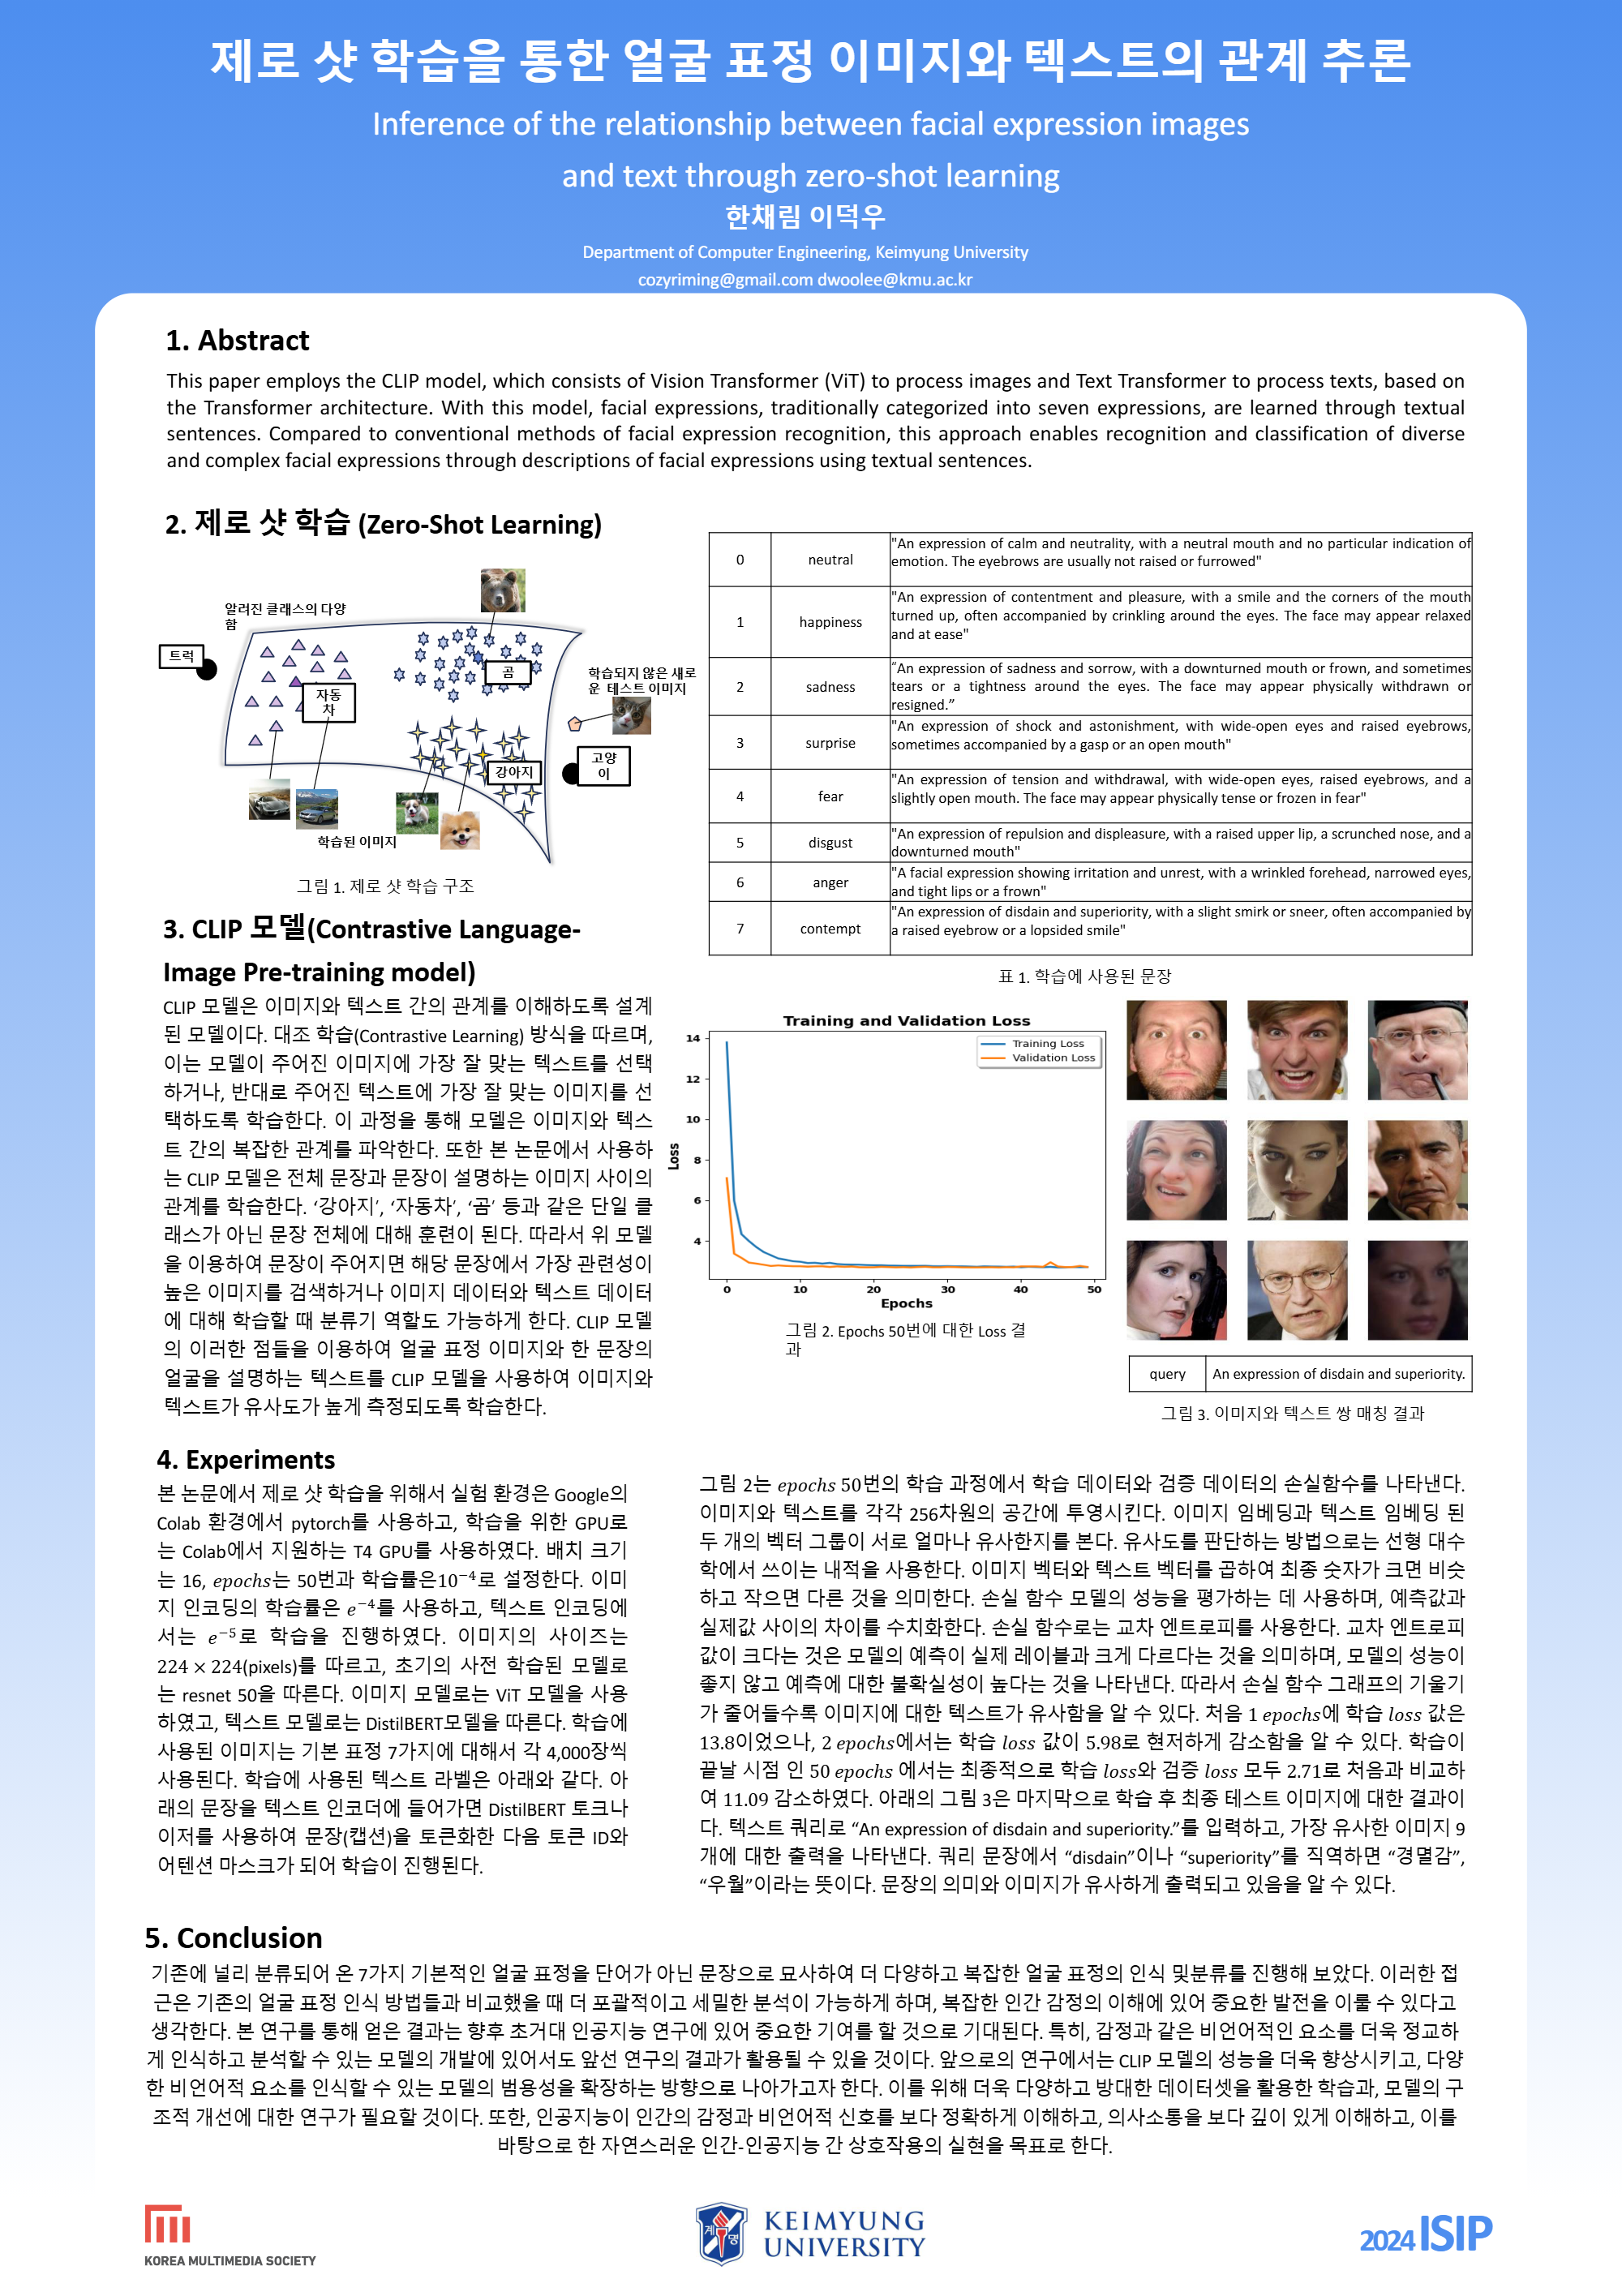 제로 샷 학습을 통한 얼굴 표정 이미지와 텍스트의 관계 추론
Inference of the relationship between facial expression images
and text through zero-shot learning
한채림 이덕우
Department of Computer Engineering, Keimyung University
cozyriming@gmail.com dwoolee@kmu.ac.kr
1. Abstract
This paper employs the CLIP model, which consists of Vision Transformer (ViT) to process images and Text Transformer to process texts, based on
the Transformer architecture. With this model, facial expressions, traditionally categorized into seven expressions, are learned through textual
sentences. Compared to conventional methods of facial expression recognition, this approach enables recognition and classification of diverse
and complex facial expressions through descriptions of facial expressions using textual sentences.
2. 제로 샷 학습 (Zero-Shot Learning)
알려진 클래스의 다양
함
트럭
자동
차
곰
학습되지 않은 새로
운 테스트 이미지
강아지
고양
이
학습된 이미지
그림 1. 제로 샷 학습 구조
3. CLIP 모델(Contrastive Language-
Image Pre-training model)
CLIP 모델은 이미지와 텍스트 간의 관계를 이해하도록 설계
된 모델이다. 대조 학습(Contrastive Learning) 방식을 따르며,
이는 모델이 주어진 이미지에 가장 잘 맞는 텍스트를 선택
하거나, 반대로 주어진 텍스트에 가장 잘 맞는 이미지를 선
택하도록 학습한다. 이 과정을 통해 모델은 이미지와 텍스
트 간의 복잡한 관계를 파악한다. 또한 본 논문에서 사용하
는 CLIP 모델은 전체 문장과 문장이 설명하는 이미지 사이의
관계를 학습한다. ‘강아지’, ‘자동차’, ‘곰’ 등과 같은 단일 클
래스가 아닌 문장 전체에 대해 훈련이 된다. 따라서 위 모델
을 이용하여 문장이 주어지면 해당 문장에서 가장 관련성이
높은 이미지를 검색하거나 이미지 데이터와 텍스트 데이터
에 대해 학습할 때 분류기 역할도 가능하게 한다. CLIP 모델
의 이러한 점들을 이용하여 얼굴 표정 이미지와 한 문장의
얼굴을 설명하는 텍스트를 CLIP 모델을 사용하여 이미지와
텍스트가 유사도가 높게 측정되도록 학습한다.
0 neutral "An expression of calm and neutrality, with a neutral mouth and no particular indication of
emotion. The eyebrows are usually not raised or furrowed"
1 happiness "An expression of contentment and pleasure, with a smile and the corners of the mouth
turned up, often accompanied by crinkling around the eyes. The face may appear relaxed
and at ease"
2 sadness “An expression of sadness and sorrow, with a downturned mouth or frown, and sometimes
tears or a tightness around the eyes. The face may appear physically withdrawn or
resigned.”
3 surprise "An expression of shock and astonishment, with wide-open eyes and raised eyebrows,
sometimes accompanied by a gasp or an open mouth"
4 fear "An expression of tension and withdrawal, with wide-open eyes, raised eyebrows, and a
slightly open mouth. The face may appear physically tense or frozen in fear"
5 disgust "An expression of repulsion and displeasure, with a raised upper lip, a scrunched nose, and a
downturned mouth"
6 anger "A facial expression showing irritation and unrest, with a wrinkled forehead, narrowed eyes,
and tight lips or a frown"
7 contempt "An expression of disdain and superiority, with a slight smirk or sneer, often accompanied by
a raised eyebrow or a lopsided smile"
표 1. 학습에 사용된 문장
Training and Validation Loss
Training Loss
Validation Loss
14
12
10
8
6
4
Loss
0 10 20 30 40 50
Epochs
그림 2. Epochs 50번에 대한 Loss 결
과
query An expression of disdain and superiority.
그림 3. 이미지와 텍스트 쌍 매칭 결과
4. Experiments
본 논문에서 제로 샷 학습을 위해서 실험 환경은 Google의
Colab 환경에서 pytorch를 사용하고, 학습을 위한 GPU로
는 Colab에서 지원하는 T4 GPU를 사용하였다. 배치 크기
는 16, epochs는 50번과 학습률은10⁻⁴로 설정한다. 이미
지 인코딩의 학습률은 e⁻⁴를 사용하고, 텍스트 인코딩에
서는 e⁻⁵로 학습을 진행하였다. 이미지의 사이즈는
224 × 224(pixels)를 따르고, 초기의 사전 학습된 모델로
는 resnet 50을 따른다. 이미지 모델로는 ViT 모델을 사용
하였고, 텍스트 모델로는 DistilBERT모델을 따른다. 학습에
사용된 이미지는 기본 표정 7가지에 대해서 각 4,000장씩
사용된다. 학습에 사용된 텍스트 라벨은 아래와 같다. 아
래의 문장을 텍스트 인코더에 들어가면 DistilBERT 토크나
이저를 사용하여 문장(캡션)을 토큰화한 다음 토큰 ID와
어텐션 마스크가 되어 학습이 진행된다.
그림 2는 epochs 50번의 학습 과정에서 학습 데이터와 검증 데이터의 손실함수를 나타낸다.
이미지와 텍스트를 각각 256차원의 공간에 투영시킨다. 이미지 임베딩과 텍스트 임베딩 된
두 개의 벡터 그룹이 서로 얼마나 유사한지를 본다. 유사도를 판단하는 방법으로는 선형 대수
학에서 쓰이는 내적을 사용한다. 이미지 벡터와 텍스트 벡터를 곱하여 최종 숫자가 크면 비슷
하고 작으면 다른 것을 의미한다. 손실 함수 모델의 성능을 평가하는 데 사용하며, 예측값과
실제값 사이의 차이를 수치화한다. 손실 함수로는 교차 엔트로피를 사용한다. 교차 엔트로피
값이 크다는 것은 모델의 예측이 실제 레이블과 크게 다르다는 것을 의미하며, 모델의 성능이
좋지 않고 예측에 대한 불확실성이 높다는 것을 나타낸다. 따라서 손실 함수 그래프의 기울기
가 줄어들수록 이미지에 대한 텍스트가 유사함을 알 수 있다. 처음 1 epochs에 학습 loss 값은
13.8이었으나, 2 epochs에서는 학습 loss 값이 5.98로 현저하게 감소함을 알 수 있다. 학습이
끝날 시점 인 50 epochs 에서는 최종적으로 학습 loss와 검증 loss 모두 2.71로 처음과 비교하
여 11.09 감소하였다. 아래의 그림 3은 마지막으로 학습 후 최종 테스트 이미지에 대한 결과이
다. 텍스트 쿼리로 “An expression of disdain and superiority.”를 입력하고, 가장 유사한 이미지 9
개에 대한 출력을 나타낸다. 쿼리 문장에서 “disdain”이나 “superiority”를 직역하면 “경멸감”,
“우월”이라는 뜻이다. 문장의 의미와 이미지가 유사하게 출력되고 있음을 알 수 있다.
5. Conclusion
기존에 널리 분류되어 온 7가지 기본적인 얼굴 표정을 단어가 아닌 문장으로 묘사하여 더 다양하고 복잡한 얼굴 표정의 인식 및분류를 진행해 보았다. 이러한 접
근은 기존의 얼굴 표정 인식 방법들과 비교했을 때 더 포괄적이고 세밀한 분석이 가능하게 하며, 복잡한 인간 감정의 이해에 있어 중요한 발전을 이룰 수 있다고
생각한다. 본 연구를 통해 얻은 결과는 향후 초거대 인공지능 연구에 있어 중요한 기여를 할 것으로 기대된다. 특히, 감정과 같은 비언어적인 요소를 더욱 정교하
게 인식하고 분석할 수 있는 모델의 개발에 있어서도 앞선 연구의 결과가 활용될 수 있을 것이다. 앞으로의 연구에서는 CLIP 모델의 성능을 더욱 향상시키고, 다양
한 비언어적 요소를 인식할 수 있는 모델의 범용성을 확장하는 방향으로 나아가고자 한다. 이를 위해 더욱 다양하고 방대한 데이터셋을 활용한 학습과, 모델의 구
조적 개선에 대한 연구가 필요할 것이다. 또한, 인공지능이 인간의 감정과 비언어적 신호를 보다 정확하게 이해하고, 의사소통을 보다 깊이 있게 이해하고, 이를
바탕으로 한 자연스러운 인간-인공지능 간 상호작용의 실현을 목표로 한다.
KOREA MULTIMEDIA SOCIETY
계명
KEIMYUNG
UNIVERSITY
2024 ISIP